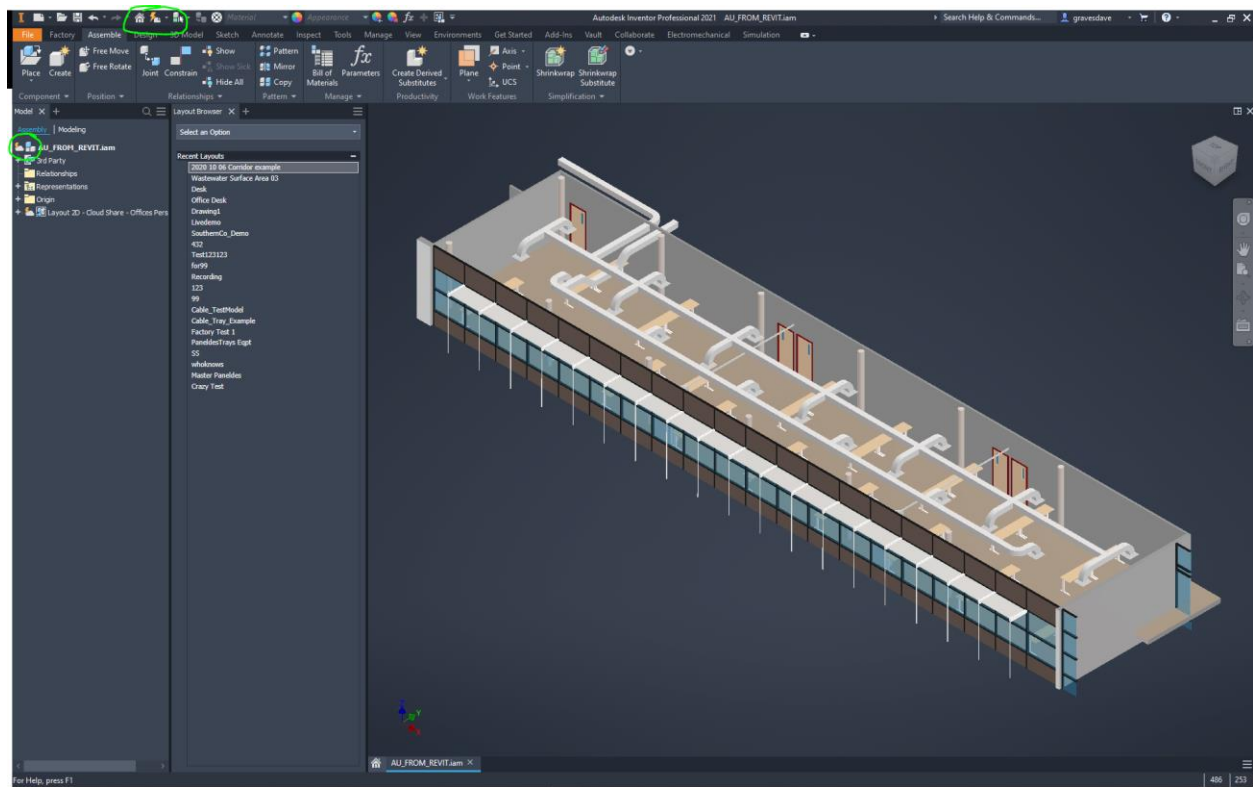 Material
Appearance
Autodesk Inventor Professional 2021 AU_FROM_REVIT.iam
Search Help & Commands...
gravesdave
File Factory Assemble Design 3D Model Sketch Annotate Inspect Tools Manage View Environments Get Started Add-Ins Vault Collaborate Electromechanical Simulation
Place
Create
Free Move
Free Rotate
Joint
Constrain
Show
Show Sick
Hide All
Pattern
Mirror
Copy
Bill of Materials
Parameters
Create Derived Substitutes
Plane
Axis
Point
UCS
Shrinkwrap
Shrinkwrap Substitute
Component Position Relationships Pattern Manage Productivity Work Features Simplification
Model
Layout Browser
Assembly | Modeling
Select an Option
AU_FROM_REVIT.iam
3rd Party
Relationships
Representations
Origin
Layout 2D - Cloud Share - Offices Pers
Recent Layouts
2020 10 06 Corridor example
Wastewater Surface Area 03
Desk
Office Desk
Drawing1
Livedemo
SouthernCo_Demo
432
Test123123
for99
Recording
123
99
Cable_TestModel
Cable_Tray_Example
Factory Test 1
PaneldesTrays Eqpt
SS
whoknows
Master Paneldes
Crazy Test
AU_FROM_REVIT.iam
For Help, press F1
486 253